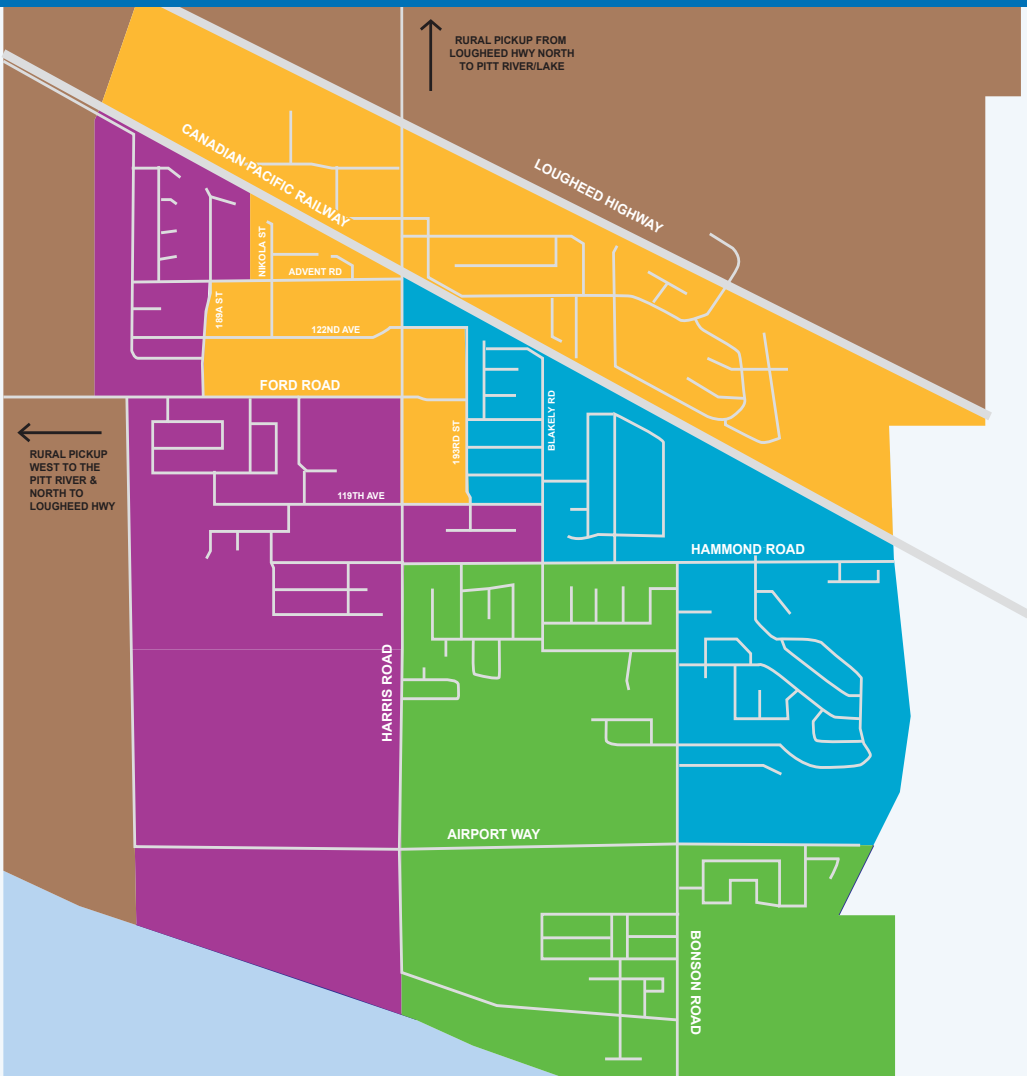 RURAL PICKUP FROM
LOUGHEED HWY NORTH
TO PITT RIVER/LAKE
CANADIAN PACIFIC RAILWAY
LOUGHEED HIGHWAY
NIKOLA ST
ADVENT RD
189A ST
122ND AVE
FORD ROAD
193RD ST
BLAKELY RD
RURAL PICKUP
WEST TO THE
PITT RIVER &
NORTH TO
LOUGHEED HWY
119TH AVE
HAMMOND ROAD
HARRIS ROAD
AIRPORT WAY
BONSON ROAD